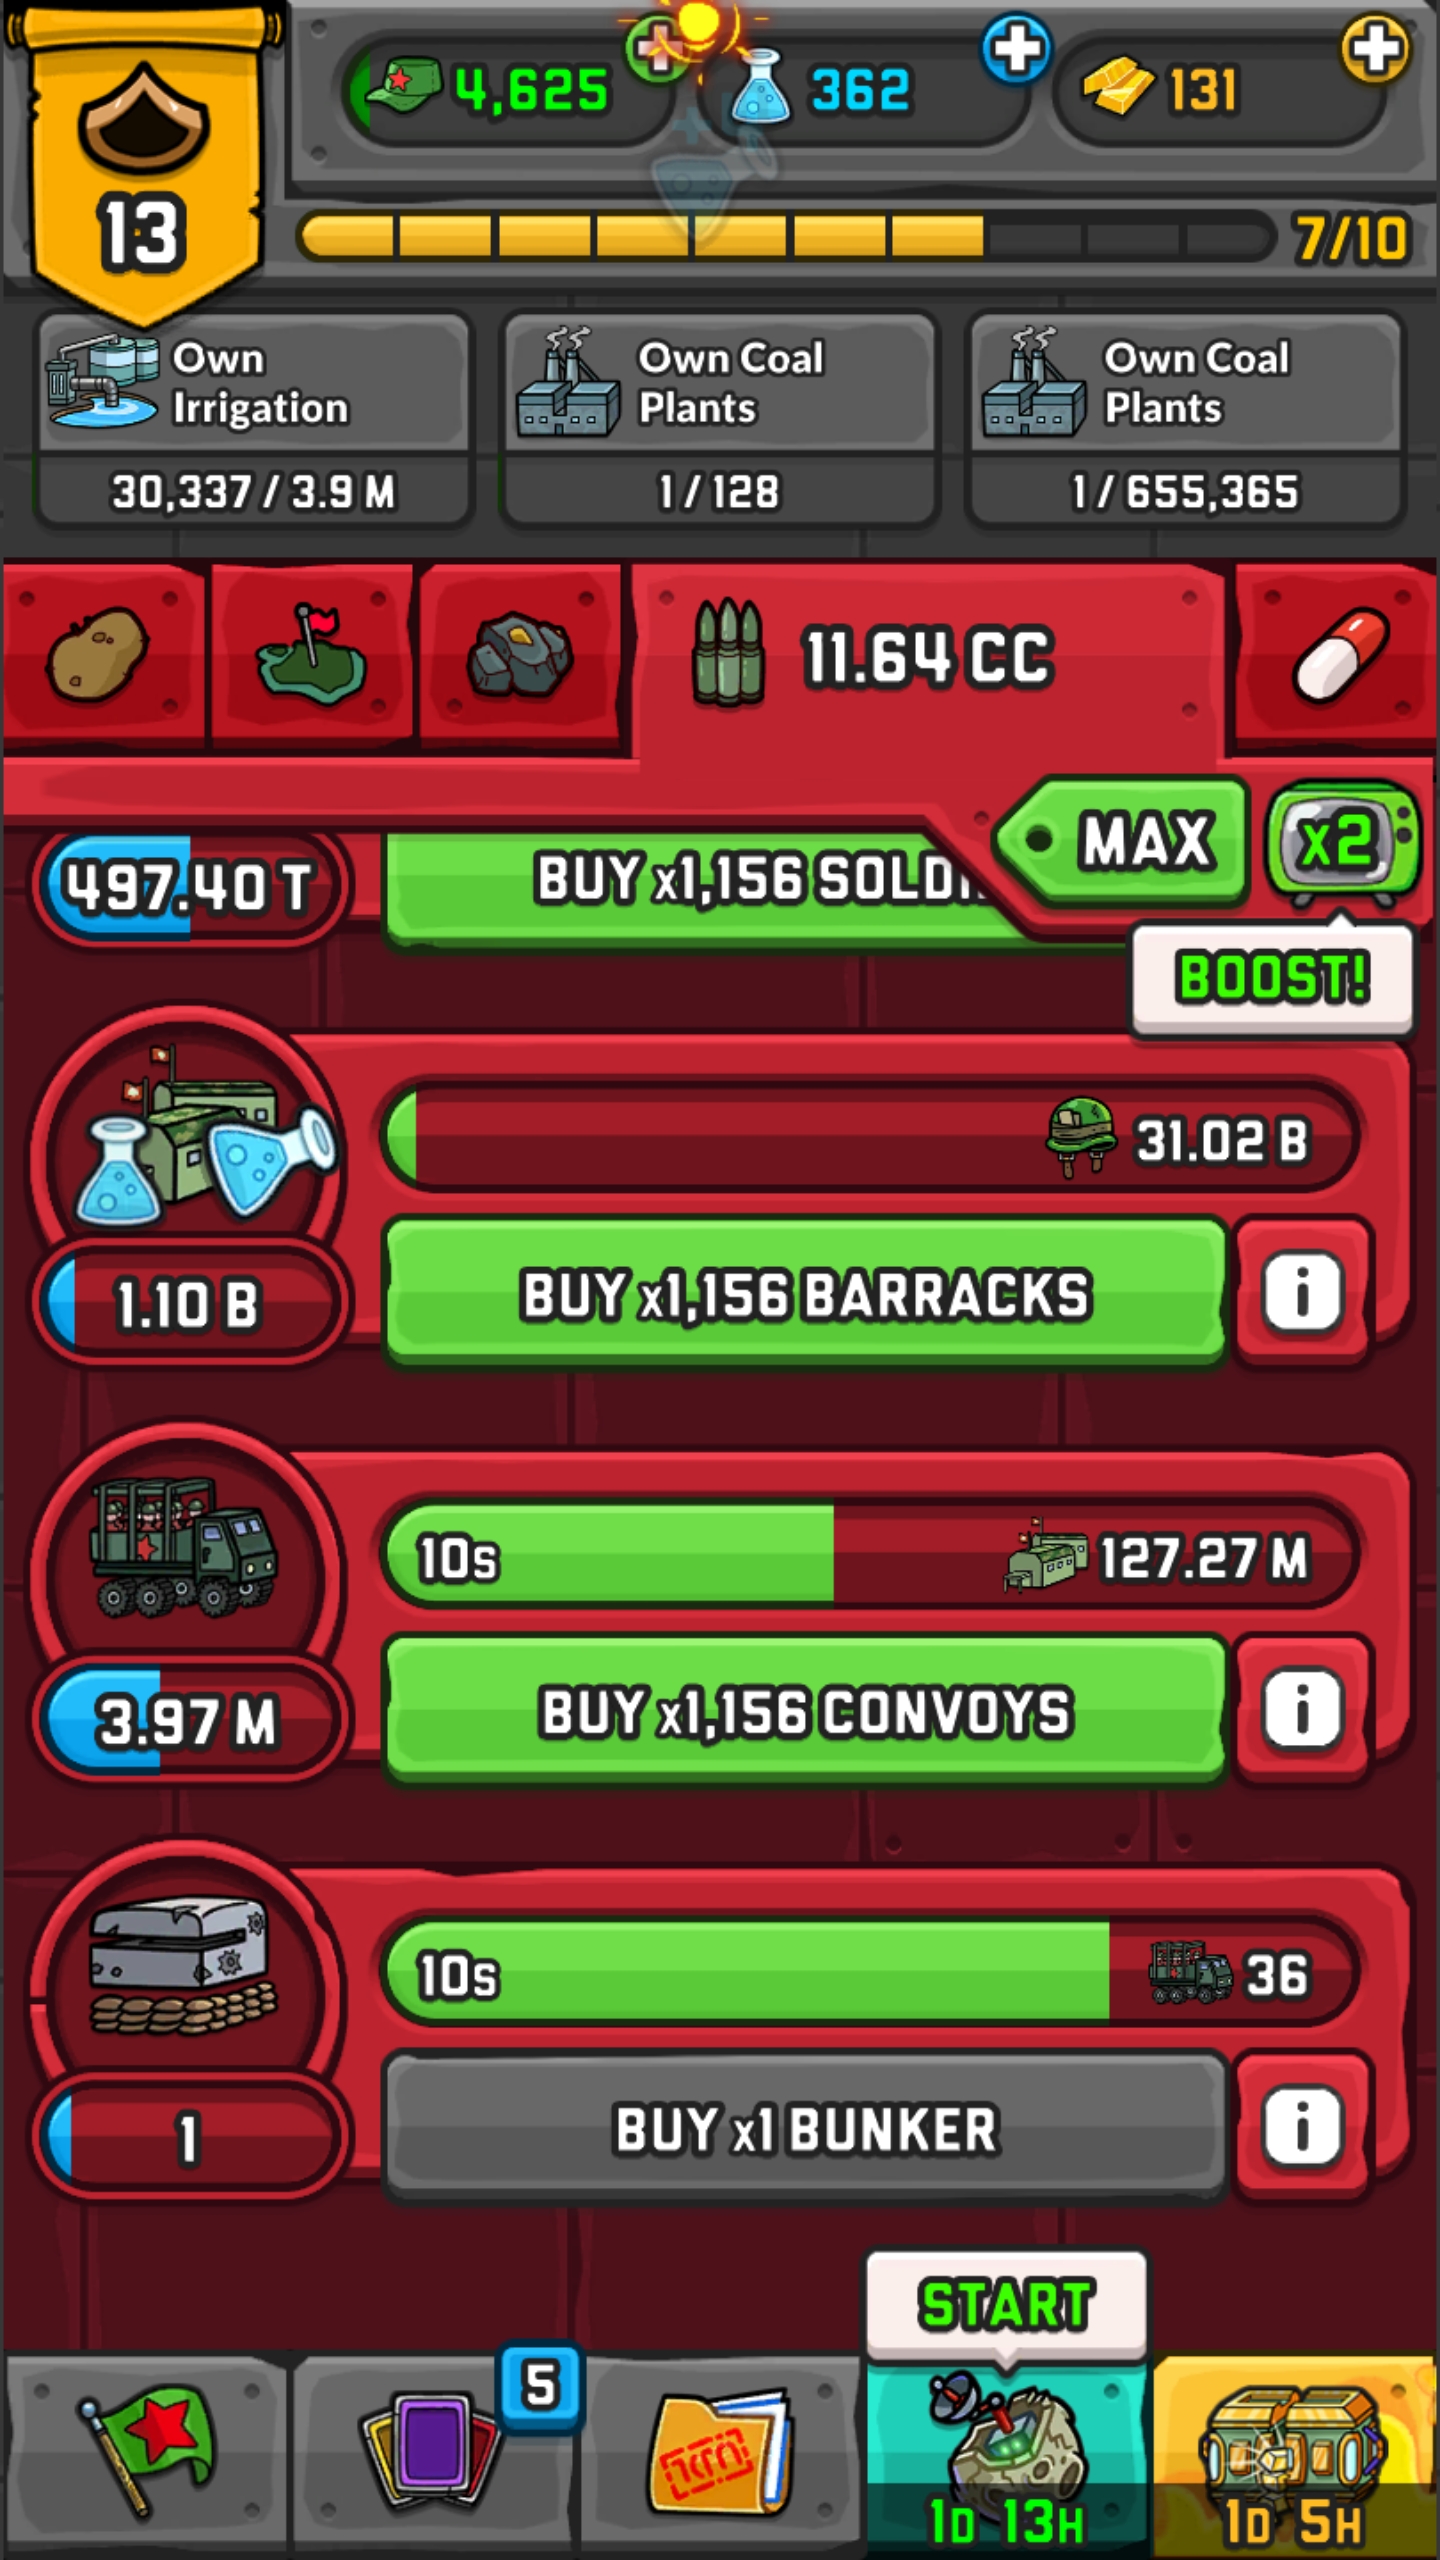 4,625
362
131
13
7/10
Own
Irrigation
30,337 / 3.9 M
Own Coal
Plants
1 / 128
Own Coal
Plants
1 / 655,365
11.64 CC
MAX
x2
BOOST!
497.40 T
BUY x1,156
31.02 B
1.10 B
BUY x1,156 BARRACKS
i
10s
127.27 M
3.97 M
BUY x1,156 CONVOYS
i
10s
36
1
BUY x1 BUNKER
i
START
5
1D 13H
1D 5H